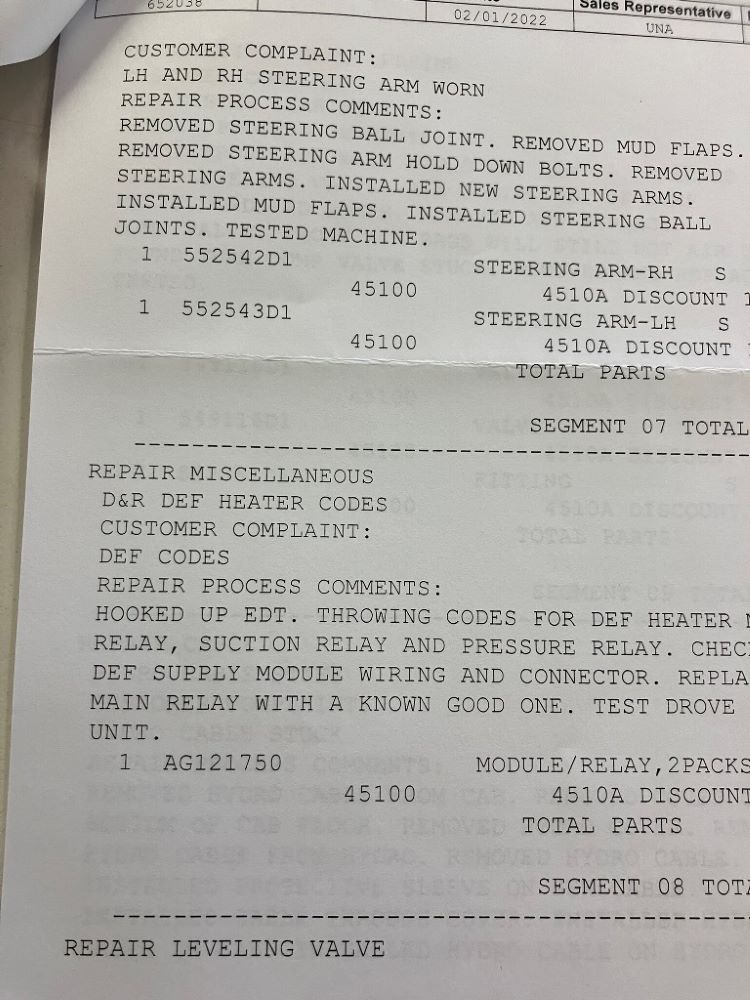 652038
02/01/2022
Sales Representative
UNA
CUSTOMER COMPLAINT:
LH AND RH STEERING ARM WORN
REPAIR PROCESS COMMENTS:
REMOVED STEERING BALL JOINT. REMOVED MUD FLAPS.
REMOVED STEERING ARM HOLD DOWN BOLTS. REMOVED
STEERING ARMS. INSTALLED NEW STEERING ARMS.
INSTALLED MUD FLAPS. INSTALLED STEERING BALL
JOINTS. TESTED MACHINE.
1 552542D1 STEERING ARM-RH S
45100 4510A DISCOUNT 1
1 552543D1 STEERING ARM-LH S
45100 4510A DISCOUNT
TOTAL PARTS
SEGMENT 07 TOTAL
REPAIR MISCELLANEOUS
D&R DEF HEATER CODES
CUSTOMER COMPLAINT:
DEF CODES
REPAIR PROCESS COMMENTS:
HOOKED UP EDT. THROWING CODES FOR DEF HEATER
RELAY, SUCTION RELAY AND PRESSURE RELAY. CHEC
DEF SUPPLY MODULE WIRING AND CONNECTOR. REPLA
MAIN RELAY WITH A KNOWN GOOD ONE. TEST DROVE
UNIT.
1 AG121750 MODULE/RELAY,2PACKS
45100 4510A DISCOUNT
TOTAL PARTS
SEGMENT 08 TOTA
REPAIR LEVELING VALVE